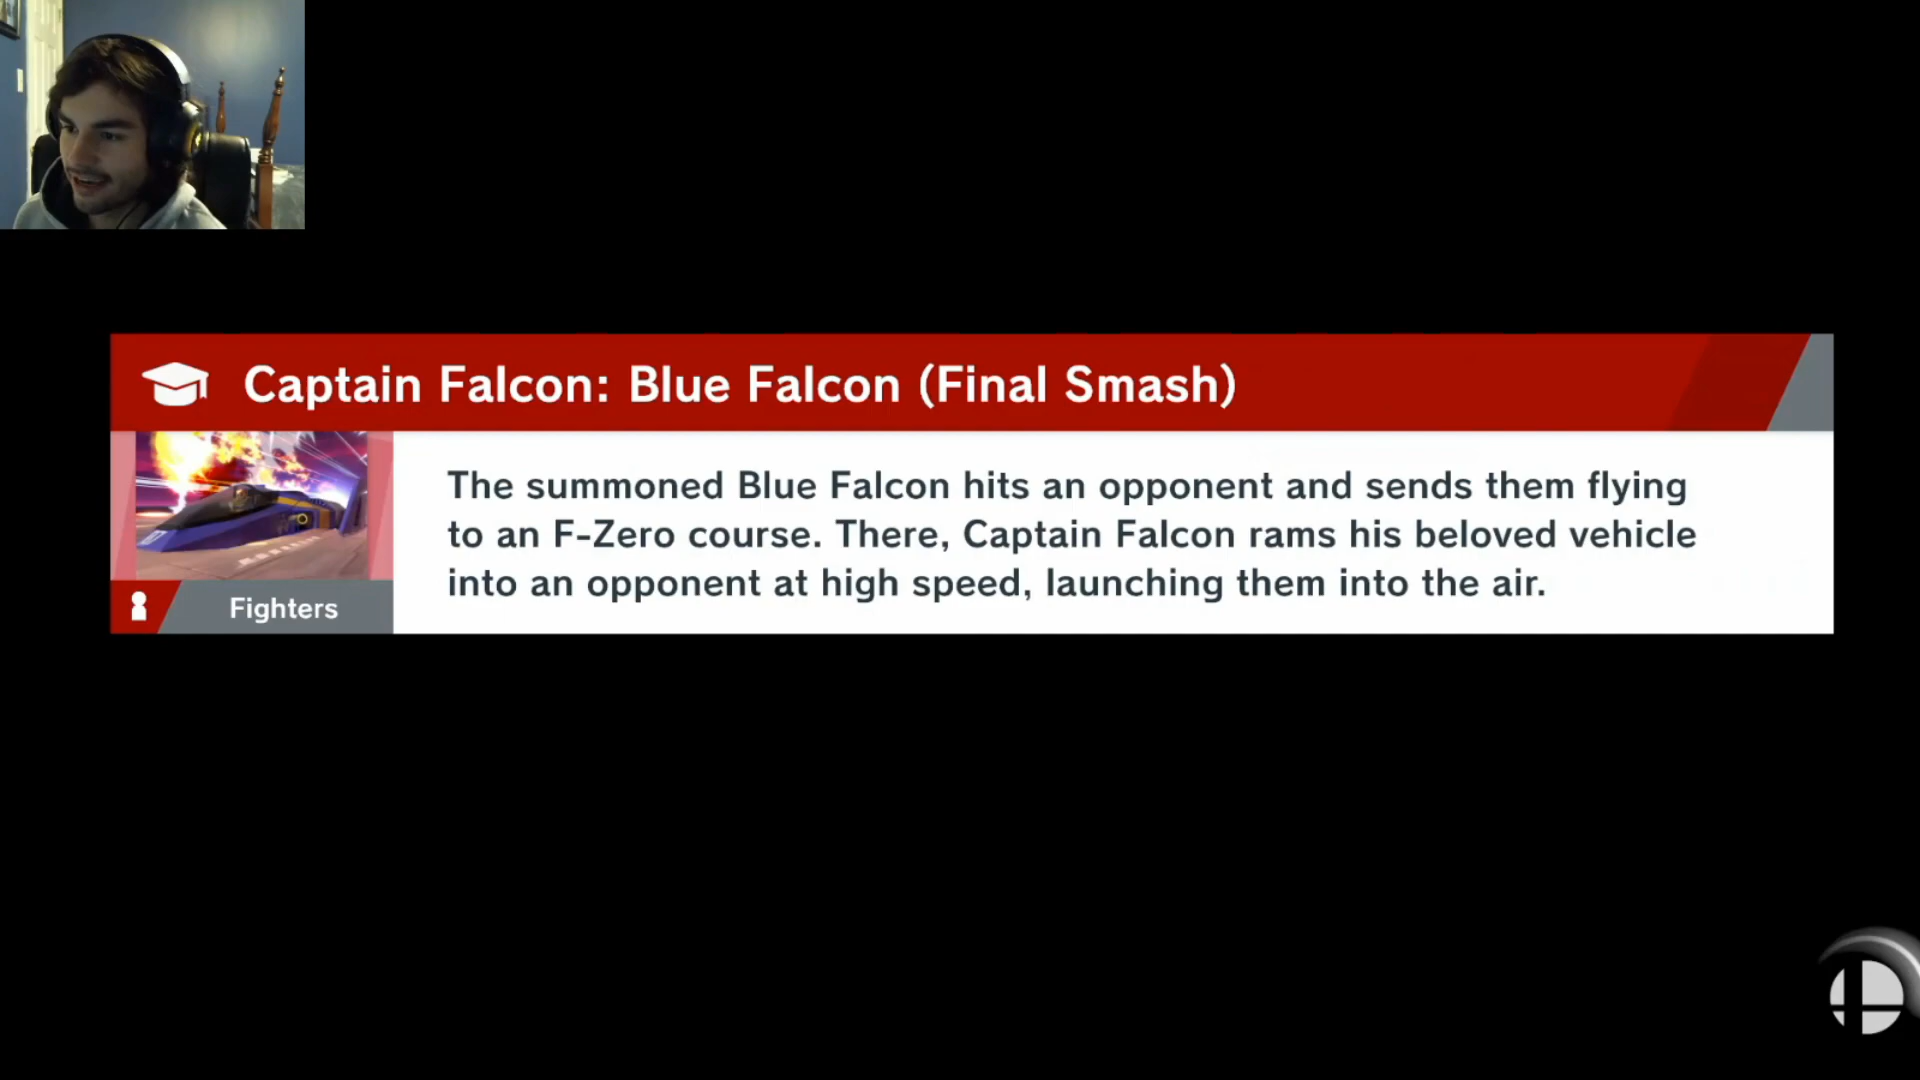 Captain Falcon: Blue Falcon (Final Smash)
The summoned Blue Falcon hits an opponent and sends them flying
to an F-Zero course. There, Captain Falcon rams his beloved vehicle
into an opponent at high speed, launching them into the air.
Fighters